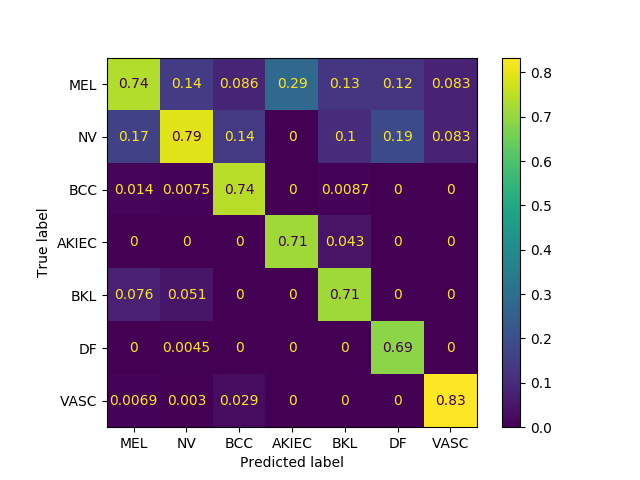 MEL 0.74 0.14 0.086 0.29 0.13 0.12 0.083
NV 0.17 0.79 0.14 0 0.1 0.19 0.083
BCC 0.014 0.0075 0.74 0 0.0087 0 0
AKIEC 0 0 0 0.71 0.043 0 0
BKL 0.076 0.051 0 0 0.71 0 0
DF 0 0.0045 0 0 0 0.69 0
VASC 0.0069 0.003 0.029 0 0 0 0.83
MEL NV BCC AKIEC BKL DF VASC
Predicted label
True label
0.8
0.7
0.6
0.5
0.4
0.3
0.2
0.1
0.0